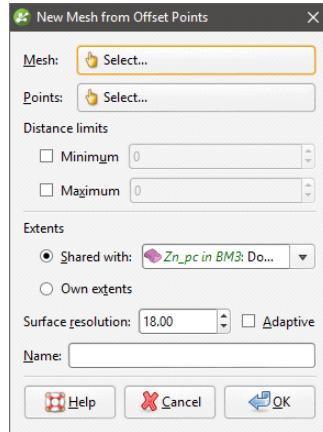 New Mesh from Offset Points
Mesh: Select...
Points: Select...
Distance limits
Minimum 0
Maximum 0
Extents
Shared with: Zn_pc in BM3: Do...
Own extents
Surface resolution: 18.00 Adaptive
Name:
Help Cancel OK